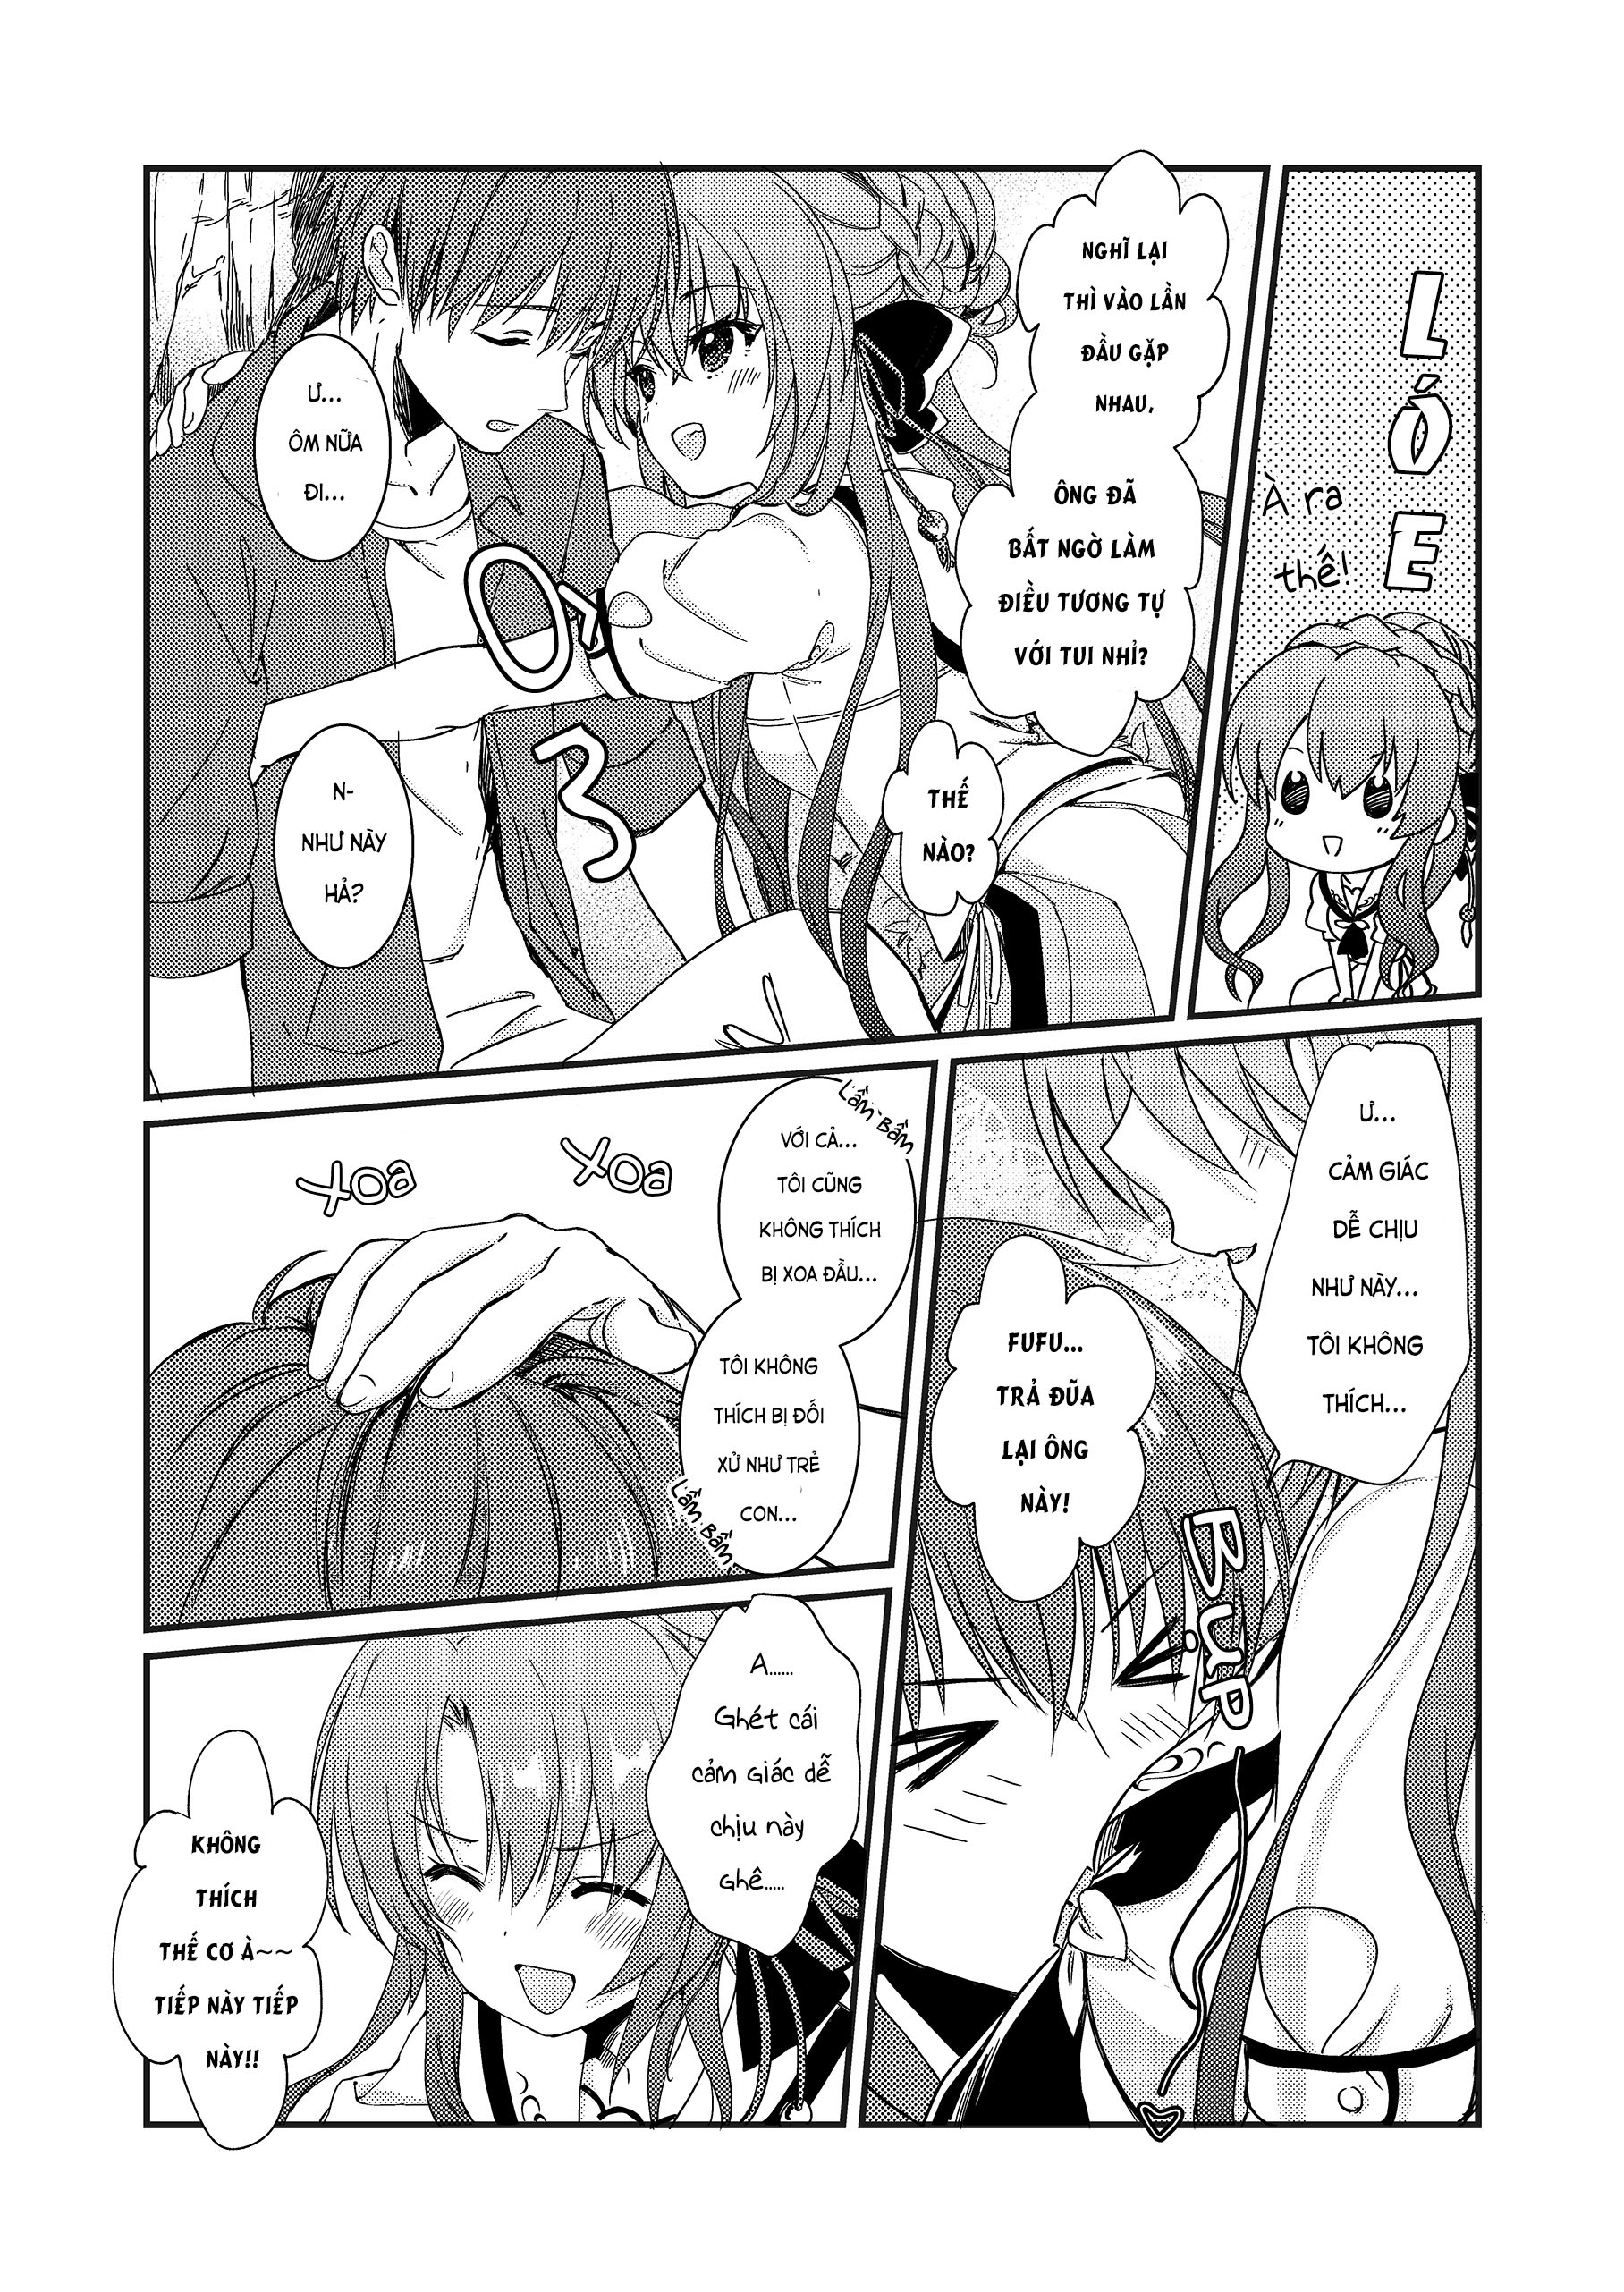 LÓE
À ra
thế!
NGHĨ LẠI
THÌ VÀO LẦN
ĐẦU GẶP
NHAU,
ÔNG ĐÃ
BẤT NGỜ LÀM
ĐIỀU TƯƠNG TỰ
VỚI TUI NHỈ?
THẾ
NÀO?
Ư...
ÔM NỮA
ĐI...
N-
NHƯ NÀY
HẢ?
Ư...
CẢM GIÁC
DỄ CHỊU
NHƯ NÀY...
TÔI KHÔNG
THÍCH...
FUFU...
TRẢ ĐŨA
LẠI ÔNG
NÀY!
Bụp
Lầm Bầm
VỚI CẢ...
TÔI CŨNG
KHÔNG THÍCH
BỊ XOA ĐẦU...
TÔI KHÔNG
THÍCH BỊ ĐỐI
XỬ NHƯ TRẺ
CON...
Lầm Bầm
Xoa
Xoa
A......
Ghét cái
cảm giác dễ
chịu này
ghê.....
KHÔNG
THÍCH
THẾ CƠ À~~
TIẾP NÀY TIẾP
NÀY!!